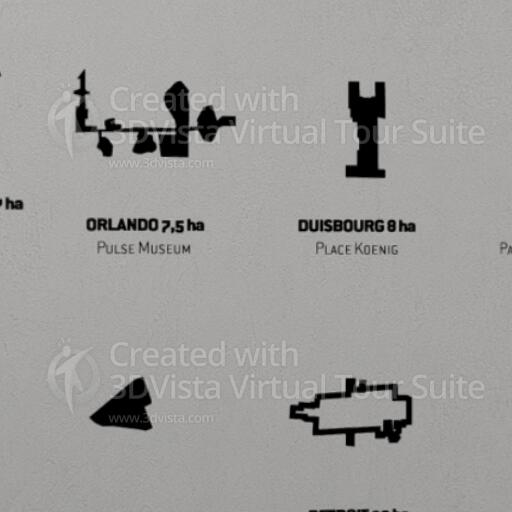 Created with
3DVista Virtual Tour Suite
www.3dvista.com
ha
ORLANDO 7,5 ha
PULSE MUSEUM
DUISBOURG 8 ha
PLACE KOENIG
Created with
3DVista Virtual Tour Suite
www.3dvista.com